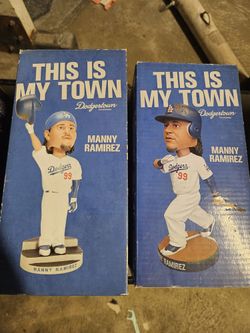 THIS IS
MY TOWN
Dodgertown
MANNY
RAMIREZ
Dodgers
99
MANNY RAMIREZ
THIS IS
MY TOWN
Dodgertown
MANNY
RAMIREZ
LA
Dodgers
99
RAMIREZ